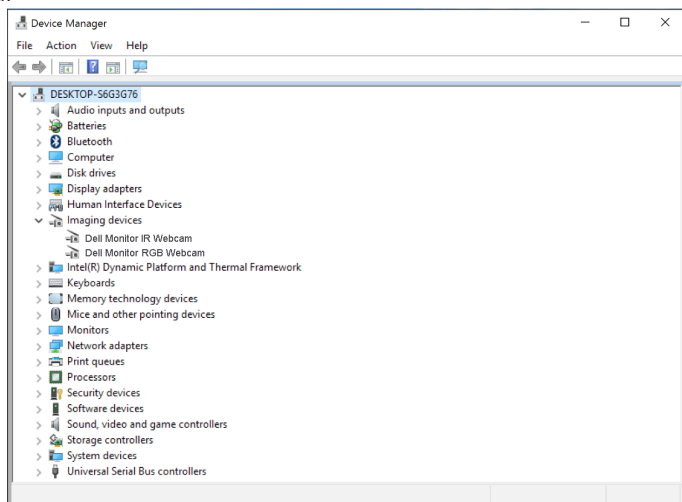 Device Manager
File Action View Help
DESKTOP-S6G3G76
Audio inputs and outputs
Batteries
Bluetooth
Computer
Disk drives
Display adapters
Human Interface Devices
Imaging devices
Dell Monitor IR Webcam
Dell Monitor RGB Webcam
Intel(R) Dynamic Platform and Thermal Framework
Keyboards
Memory technology devices
Mice and other pointing devices
Monitors
Network adapters
Print queues
Processors
Security devices
Software devices
Sound, video and game controllers
Storage controllers
System devices
Universal Serial Bus controllers